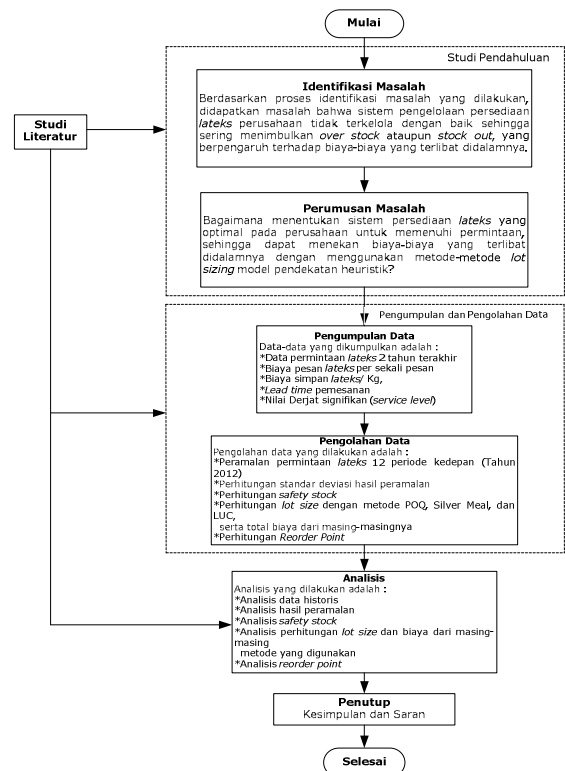 Mulai
Studi Pendahuluan
Identifikasi Masalah
Berdasarkan proses identifikasi masalah yang dilakukan,
didapatkan masalah bahwa sistem pengelolaan persediaan
lateks perusahaan tidak terkelola dengan baik sehingga
sering menimbulkan over stock ataupun stock out, yang
berpengaruh terhadap biaya-biaya yang terlibat didalamnya.
Studi
Literatur
Perumusan Masalah
Bagaimana menentukan sistem persediaan lateks yang
optimal pada perusahaan untuk memenuhi permintaan,
sehingga dapat menekan biaya-biaya yang terlibat
didalamnya dengan menggunakan metode-metode lot
sizing model pendekatan heuristik?
Pengumpulan dan Pengolahan Data
Pengumpulan Data
Data-data yang dikumpulkan adalah :
*Data permintaan lateks 2 tahun terakhir
*Biaya pesan lateks per sekali pesan
*Biaya simpan lateks/ Kg,
*Lead time pemesanan
*Nilai Derjat signifikan (service level)
Pengolahan Data
Pengolahan data yang dilakukan adalah :
*Peramalan permintaan lateks 12 periode kedepan (Tahun
2012)
*Perhitungan standar deviasi hasil peramalan
*Perhitungan safety stock
*Perhitungan lot size dengan metode POQ, Silver Meal, dan
LUC,
serta total biaya dari masing-masingnya
*Perhitungan Reorder Point
Analisis
Analisis yang dilakukan adalah :
*Analisis data historis
*Analisis hasil peramalan
*Analisis safety stock
*Analisis perhitungan lot size dan biaya dari masing-
masing
metode yang digunakan
*Analisis reorder point
Penutup
Kesimpulan dan Saran
Selesai